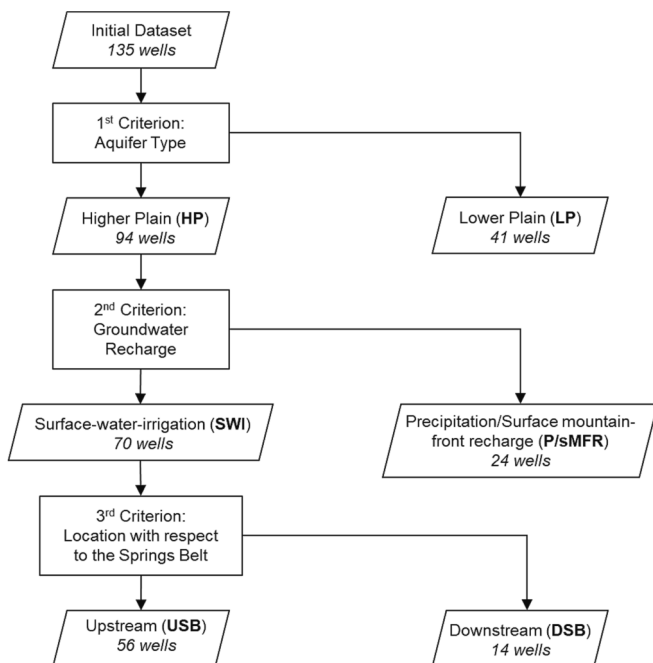 Initial Dataset
135 wells
1st Criterion:
Aquifer Type
Higher Plain (HP)
94 wells
Lower Plain (LP)
41 wells
2nd Criterion:
Groundwater
Recharge
Surface-water-irrigation (SWI)
70 wells
Precipitation/Surface mountain-
front recharge (P/sMFR)
24 wells
3rd Criterion:
Location with respect
to the Springs Belt
Upstream (USB)
56 wells
Downstream (DSB)
14 wells